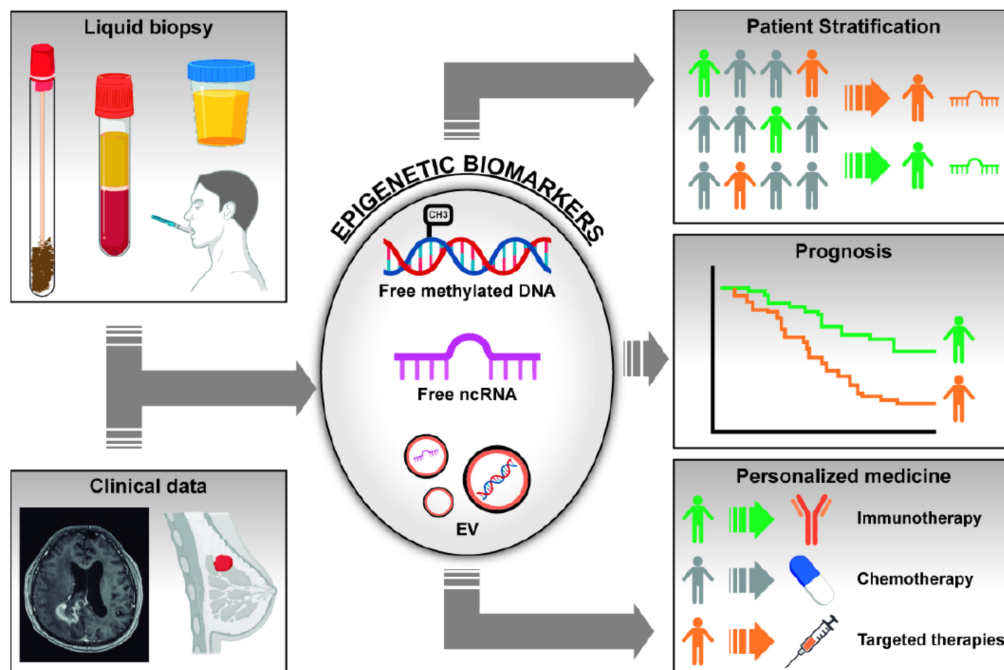 Liquid biopsy
Clinical data
EPIGENETIC BIOMARKERS
CH3
Free methylated DNA
Free ncRNA
EV
Patient Stratification
Prognosis
Personalized medicine
Immunotherapy
Chemotherapy
Targeted therapies